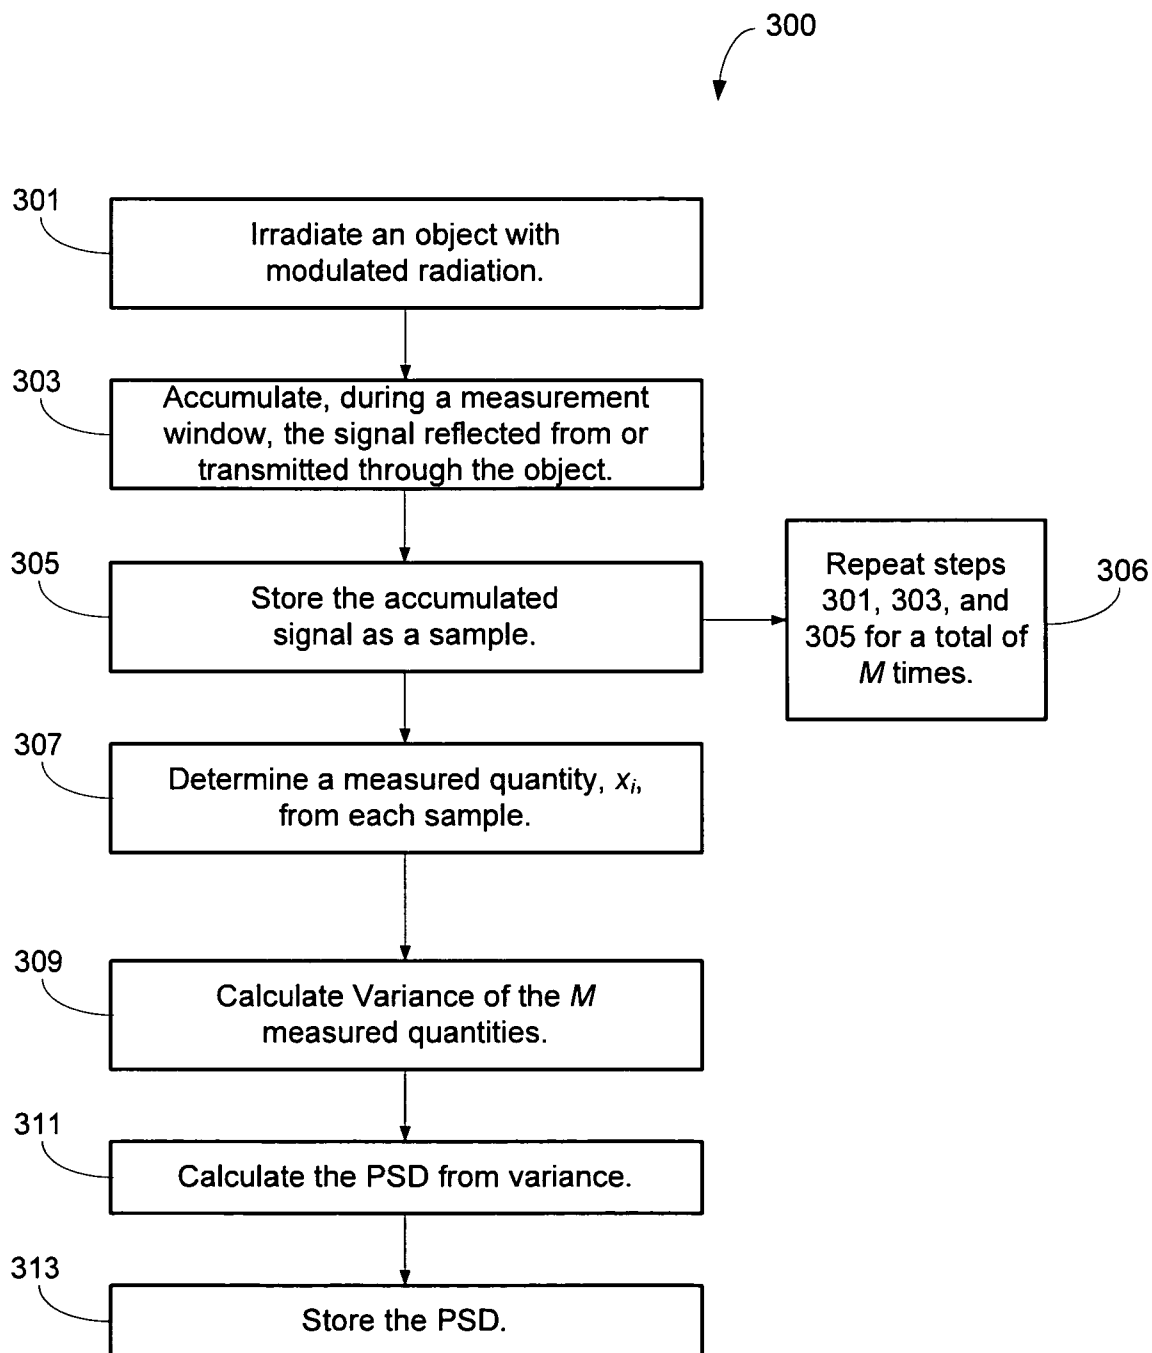 300
301
Irradiate an object with
modulated radiation.
303
Accumulate, during a measurement
window, the signal reflected from or
transmitted through the object.
305
Store the accumulated
signal as a sample.
Repeat steps
301, 303, and
305 for a total of
M times.
306
307
Determine a measured quantity, xi,
from each sample.
309
Calculate Variance of the M
measured quantities.
311
Calculate the PSD from variance.
313
Store the PSD.